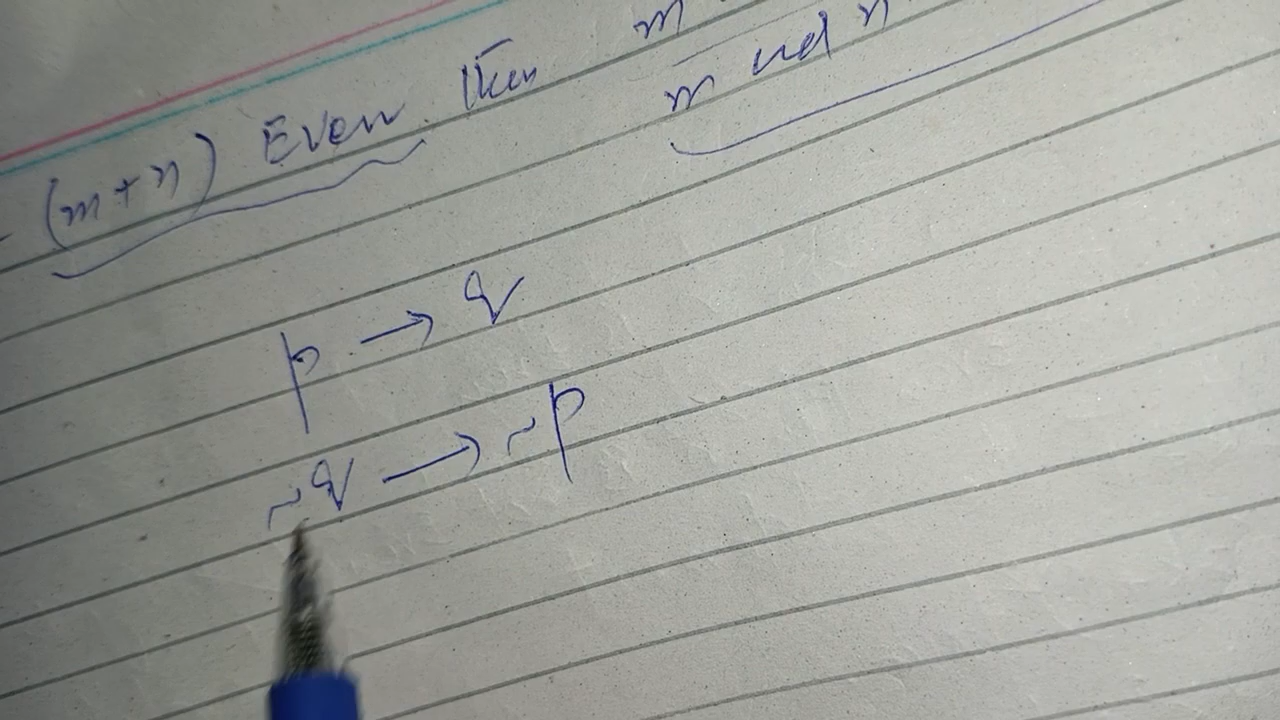 m
(m+n) Even then m and n
p → q
~q → ~p